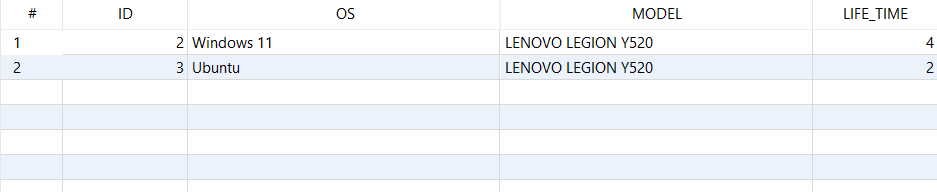 # ID OS MODEL LIFE_TIME
1 2 Windows 11 LENOVO LEGION Y520 4
2 3 Ubuntu LENOVO LEGION Y520 2